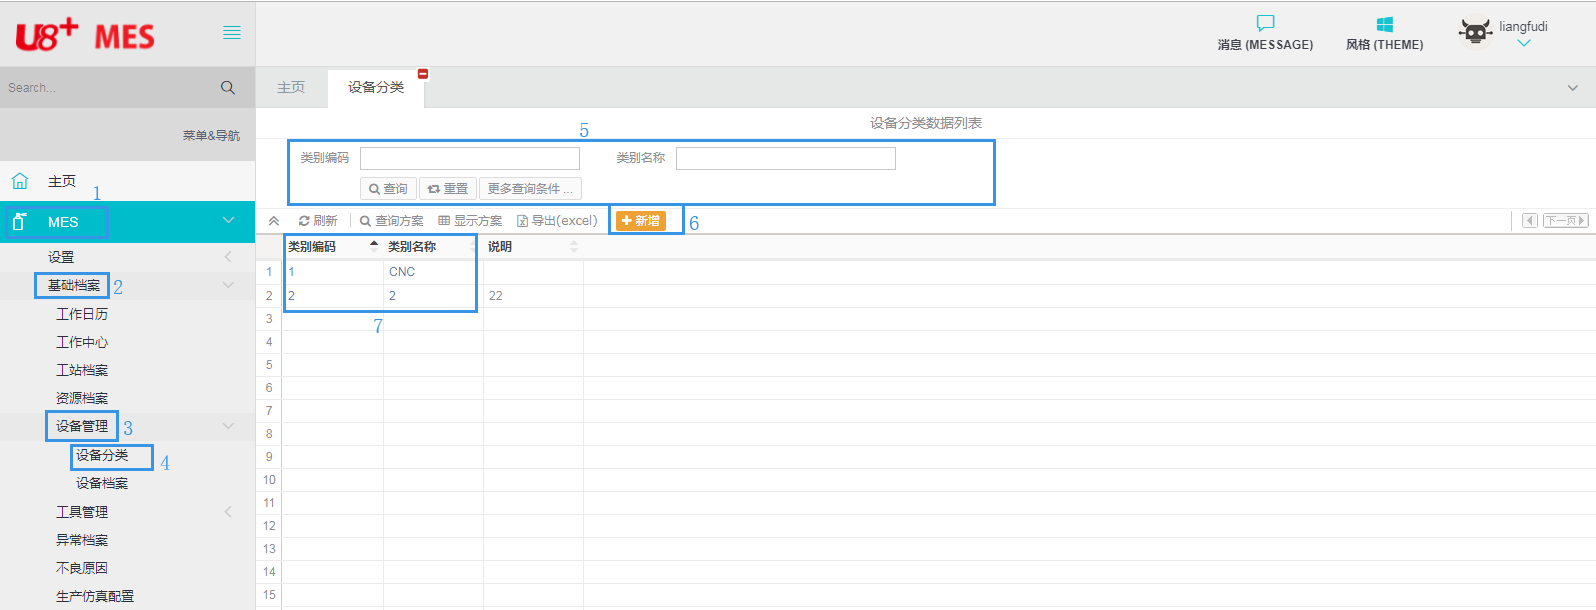 U8+ MES
消息 (MESSAGE)
风格 (THEME)
liangfudi
Search...
菜单&导航
主页
设备分类
设备分类数据列表
主页
1
MES
设置
基础档案 2
工作日历
工作中心
工站档案
资源档案
设备管理 3
设备分类 4
设备档案
工具管理
异常档案
不良原因
生产仿真配置
5
类别编码 类别名称
查询 重置 更多查询条件 ...
刷新 查询方案 显示方案 导出(excel) 新增 6 下一页
类别编码 类别名称 说明
1 1 CNC
2 2 2 22
3 7
4
5
6
7
8
9
10
11
12
13
14
15